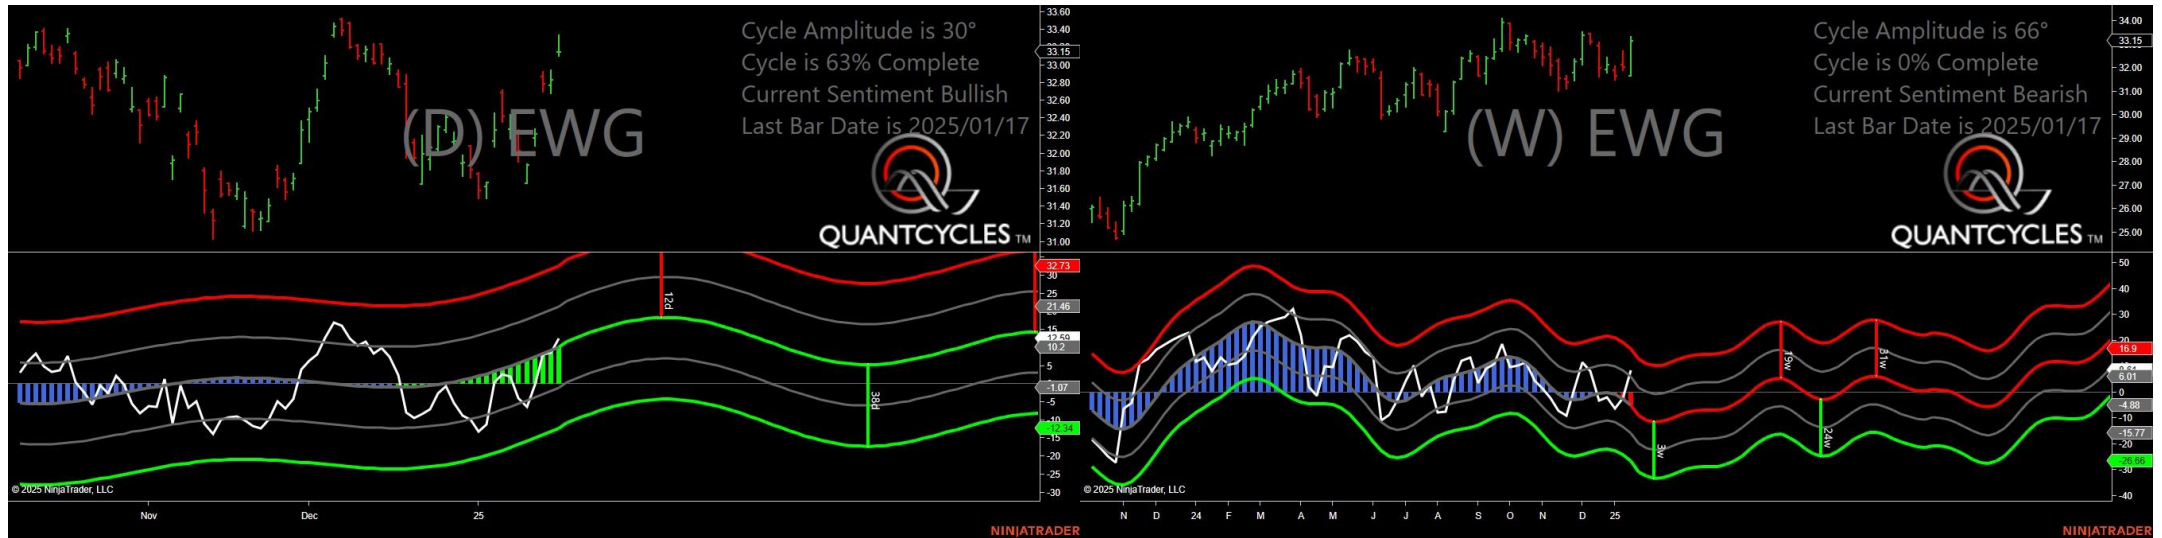 33.60
33.40
33.15
33.00
32.80
32.60
32.40
32.20
32.00
31.80
31.60
31.40
31.20
31.00
Cycle Amplitude is 30°
Cycle is 63% Complete
Current Sentiment Bullish
Last Bar Date is 2025/01/17
(D) EWG
QUANTCYCLES TM
32.73
30
25
21.46
15
12.59
10.2
5
-1.07
-5
-10
-12.34
-15
-20
-25
-30
12d
38d
© 2025 NinjaTrader, LLC
Nov
Dec
25
NINJATRADER
34.00
33.15
32.00
31.00
30.00
29.00
28.00
27.00
26.00
25.00
Cycle Amplitude is 66°
Cycle is 0% Complete
Current Sentiment Bearish
Last Bar Date is 2025/01/17
(W) EWG
QUANTCYCLES TM
50
40
30
20
16.9
6.01
0
-4.88
-10
-15.77
-20
-26.66
-30
-40
3w
19w
24w
31w
© 2025 NinjaTrader, LLC
N
D
24
F
M
A
M
J
J
A
S
O
N
D
25
NINJATRADER